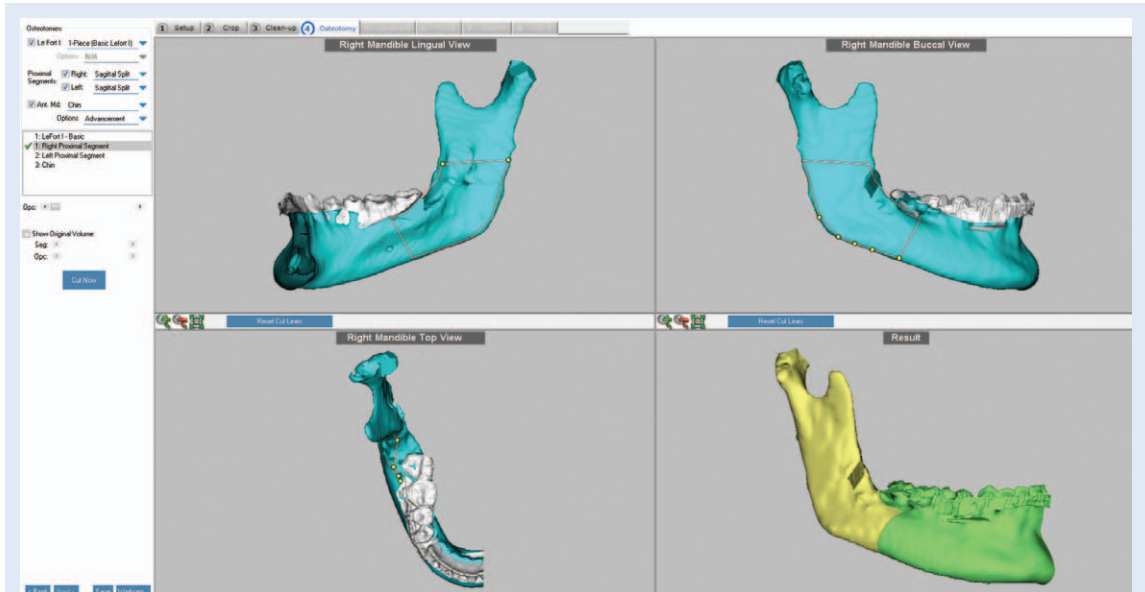 Osteotomes:
1 Setup 2 Crop 3 Clean-up 4 Osteotomy
Le Fort I: 1-Piece (Basic Lefort I)
Options: N/A
Proximal Segments: Right: Sagital Split
Left: Sagital Split
Ant. Md: Chin
Options: Advancement
1: LeFort I - Basic
1: Right Proximal Segment
2: Left Proximal Segment
3: Chin
Opc:
Show Original Volume:
Seg:
Opc:
Cut Now
Right Mandible Lingual View
Right Mandible Buccal View
Reset Cut Lines
Reset Cut Lines
Right Mandible Top View
Result